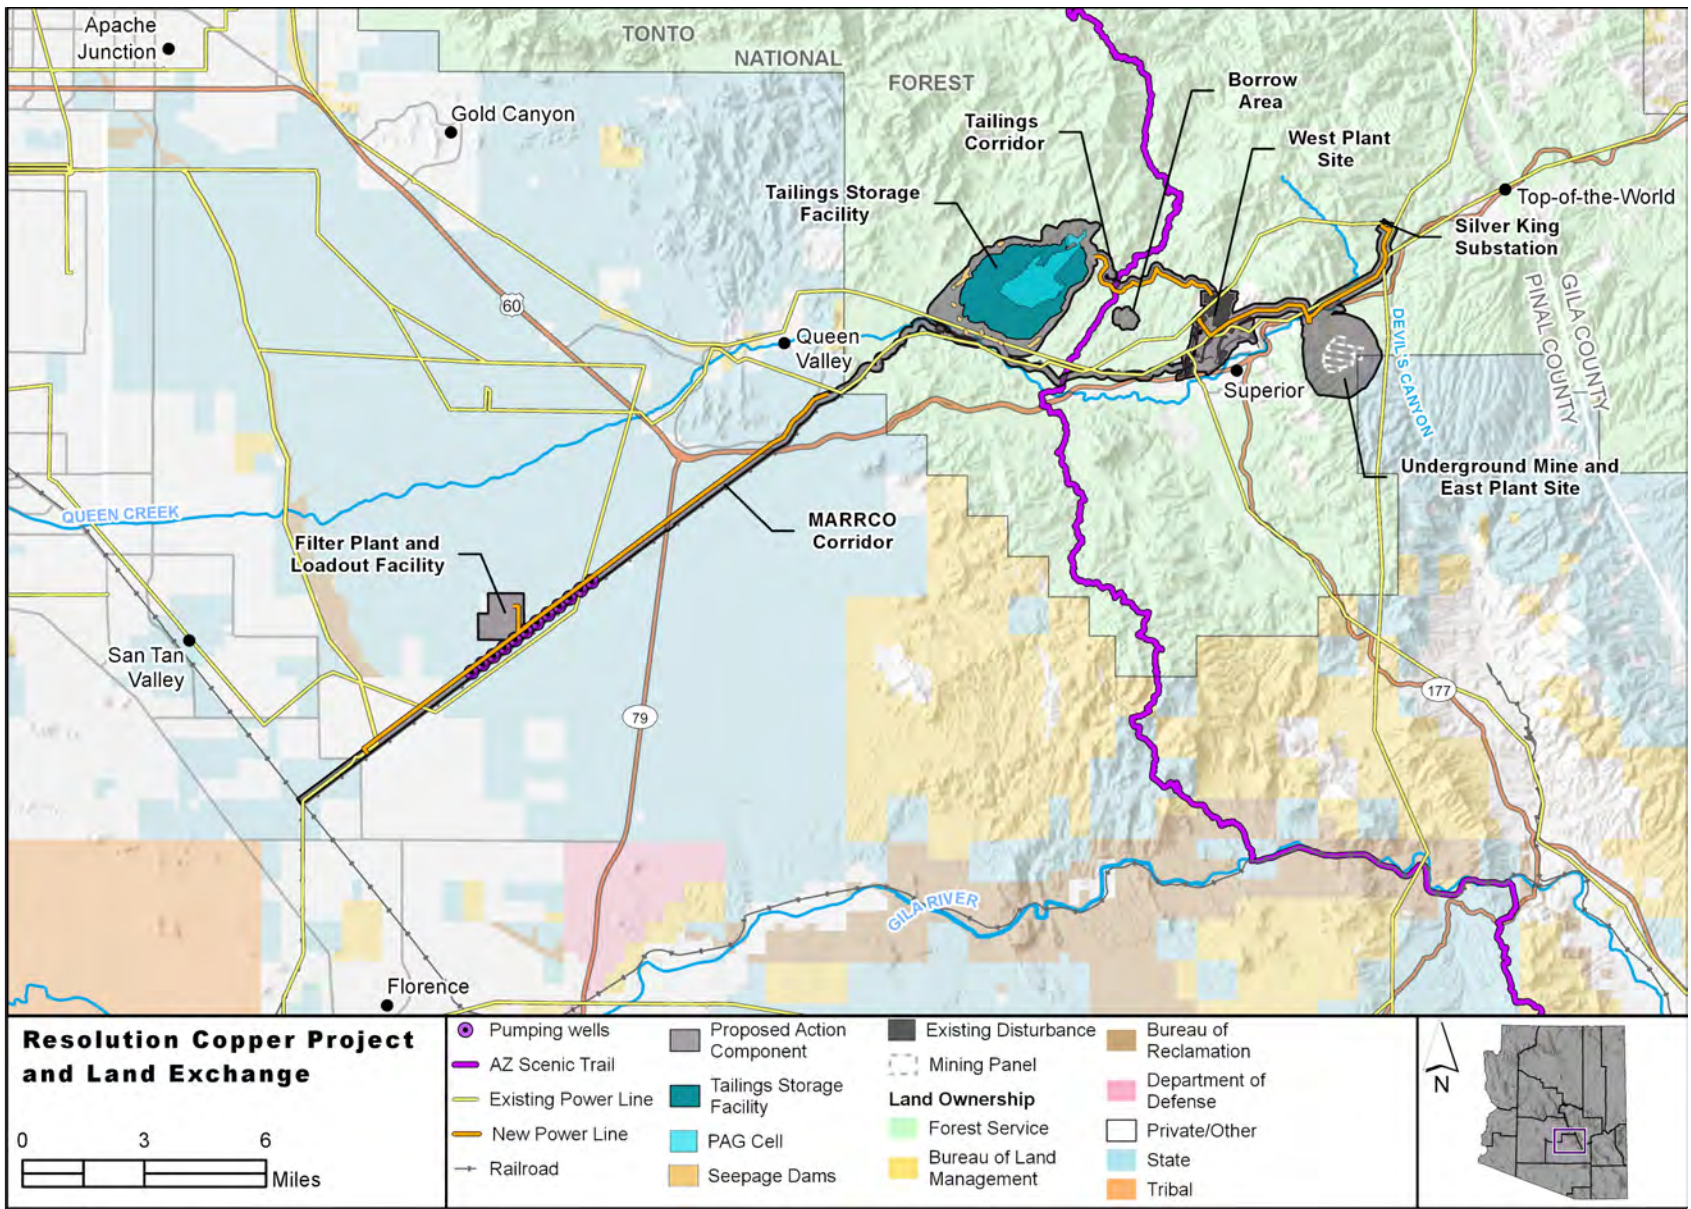 Apache
Junction
TONTO
NATIONAL
FOREST
Borrow
Area
Gold Canyon
Tailings
Corridor
West Plant
Site
Tailings Storage
Facility
Top-of-the-World
Silver King
Substation
60
GILA COUNTY
PINAL COUNTY
DEVIL'S CANYON
Queen
Valley
Superior
Underground Mine and
East Plant Site
QUEEN CREEK
MARRCO
Corridor
Filter Plant and
Loadout Facility
San Tan
Valley
79
177
GILA RIVER
Florence
Resolution Copper Project
and Land Exchange
0 3 6
Miles
Pumping wells
AZ Scenic Trail
Existing Power Line
New Power Line
Railroad
Proposed Action
Component
Tailings Storage
Facility
PAG Cell
Seepage Dams
Existing Disturbance
Mining Panel
Land Ownership
Forest Service
Bureau of Land
Management
Bureau of
Reclamation
Department of
Defense
Private/Other
State
Tribal
N